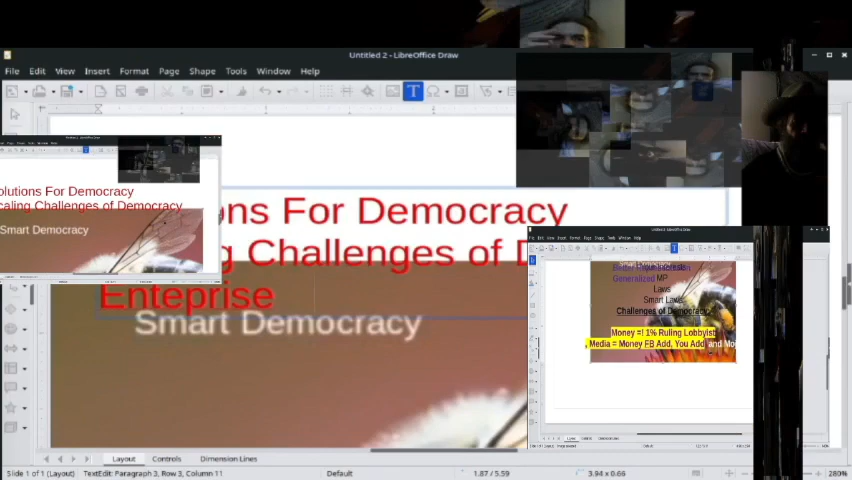 Untitled 2 - LibreOffice Draw
File Edit View Insert Format Page Shape Tools Window Help
olutions For Democracy
caling Challenges of Democracy
Smart Democracy
ons For Democracy
g Challenges of D
Enteprise
Smart Democracy
Generalized MP
Laws
Smart Laws
Challenges of Democracy
Money =! 1% Ruling Lobbyist
, Media = Money FB Add, You Add and Mo
Layout Controls Dimension Lines
Slide 1 of 1 (Layout) TextEdit: Paragraph 3, Row 3, Column 11 Default 1.87 / 5.59 3.94 x 0.66 280%